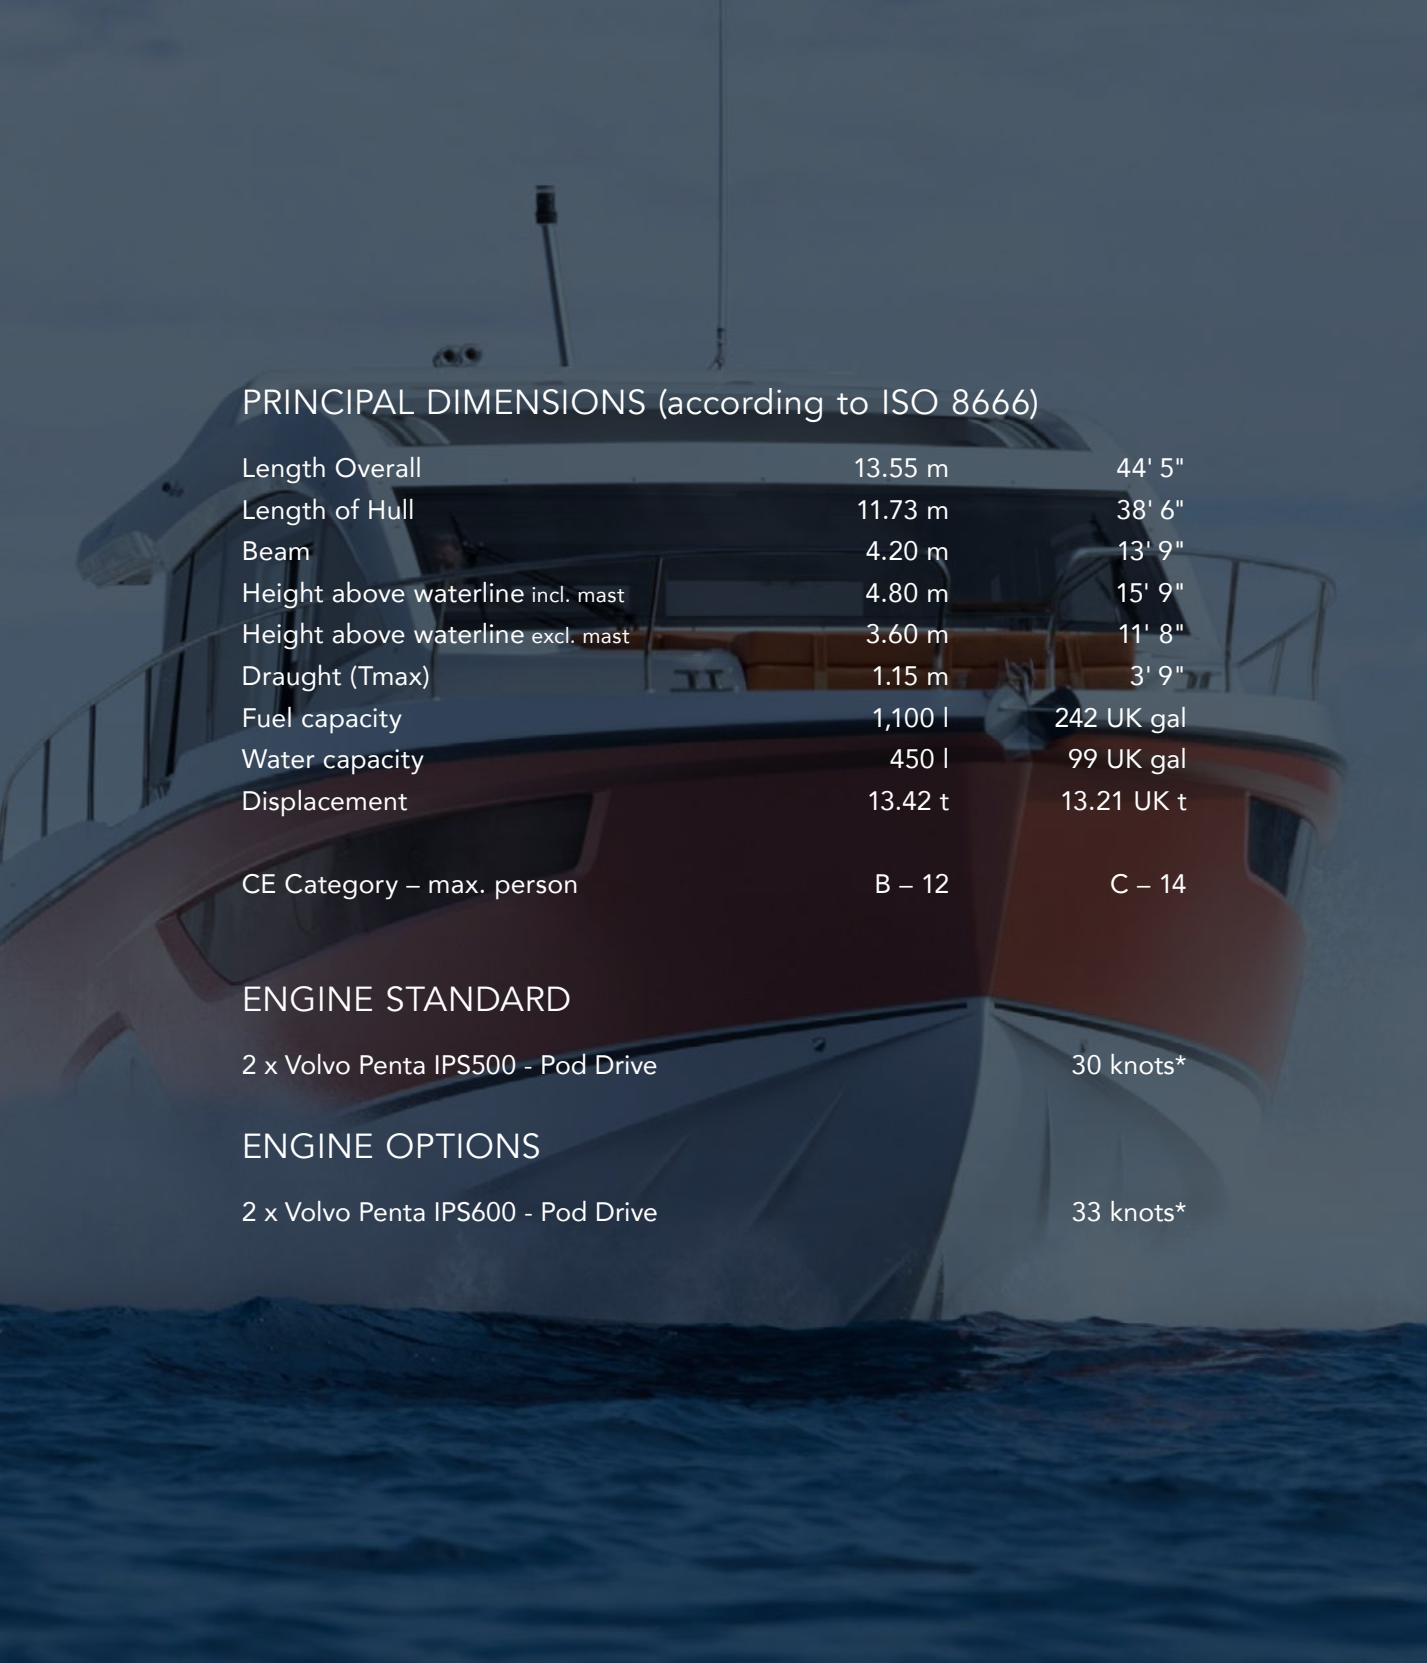 PRINCIPAL DIMENSIONS (according to ISO 8666)
Length Overall 13.55 m 44' 5"
Length of Hull 11.73 m 38' 6"
Beam 4.20 m 13' 9"
Height above waterline incl. mast 4.80 m 15' 9"
Height above waterline excl. mast 3.60 m 11' 8"
Draught (Tmax) 1.15 m 3' 9"
Fuel capacity 1,100 l 242 UK gal
Water capacity 450 l 99 UK gal
Displacement 13.42 t 13.21 UK t
CE Category – max. person B – 12 C – 14
ENGINE STANDARD
2 x Volvo Penta IPS500 - Pod Drive 30 knots*
ENGINE OPTIONS
2 x Volvo Penta IPS600 - Pod Drive 33 knots*